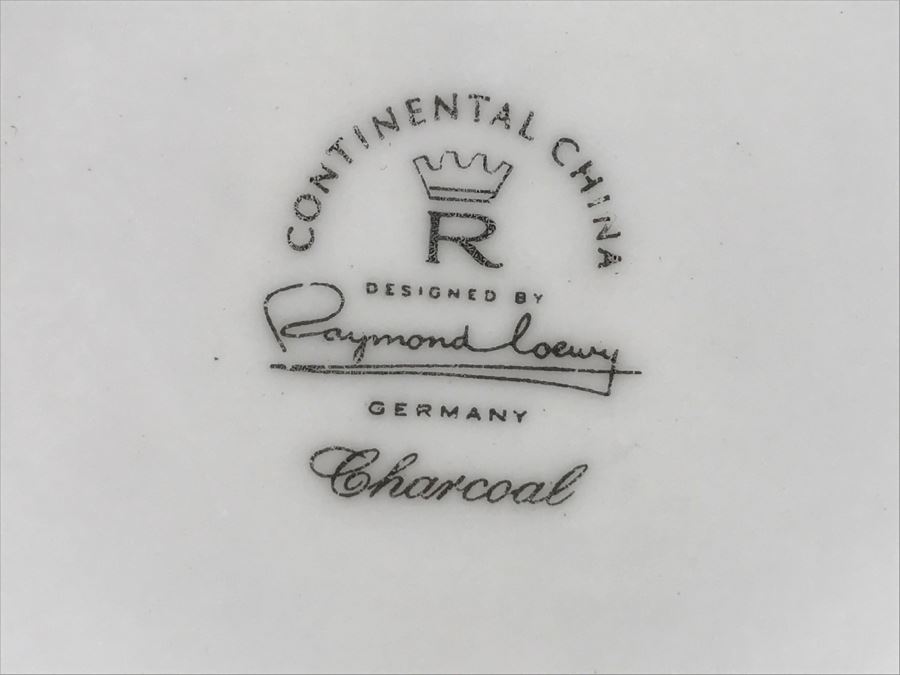 CONTINENTAL CHINA
R
DESIGNED BY
Raymond Loewy
GERMANY
Charcoal